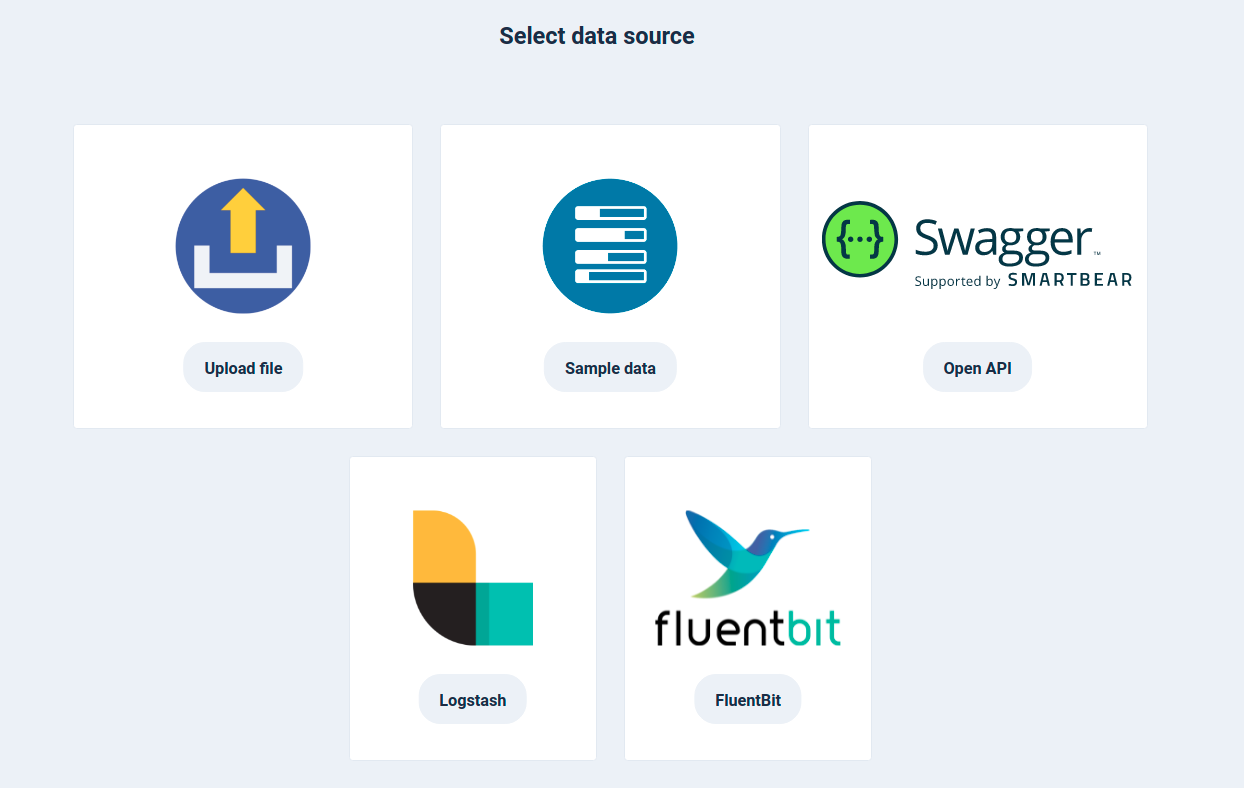 Select data source
Swagger™
Supported by SMARTBEAR
Upload file
Sample data
Open API
fluentbit
Logstash
FluentBit